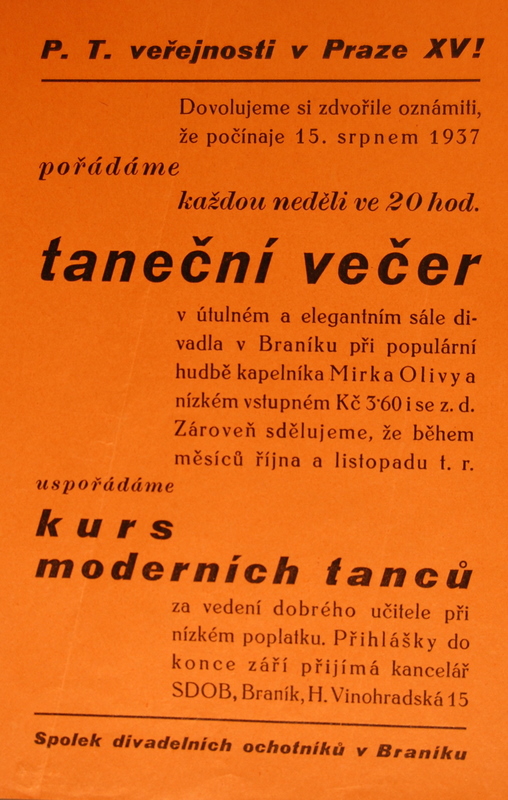 P. T. veřejnosti v Praze XV!
Dovolujeme si zdvořile oznámiti,
že počínaje 15. srpnem 1937
pořádáme
každou neděli ve 20 hod.
taneční večer
v útulném a elegantním sále di-
vadla v Braníku při populární
hudbě kapelníka Mirka Olivy a
nízkém vstupném Kč 3·60 i se z. d.
Zároveň sdělujeme, že během
měsíců října a listopadu t. r.
uspořádáme
kurs
moderních tanců
za vedení dobrého učitele při
nízkém poplatku. Přihlášky do
konce září přijímá kancelář
SDOB, Braník, H. Vinohradská 15
Spolek divadelních ochotníků v Braníku